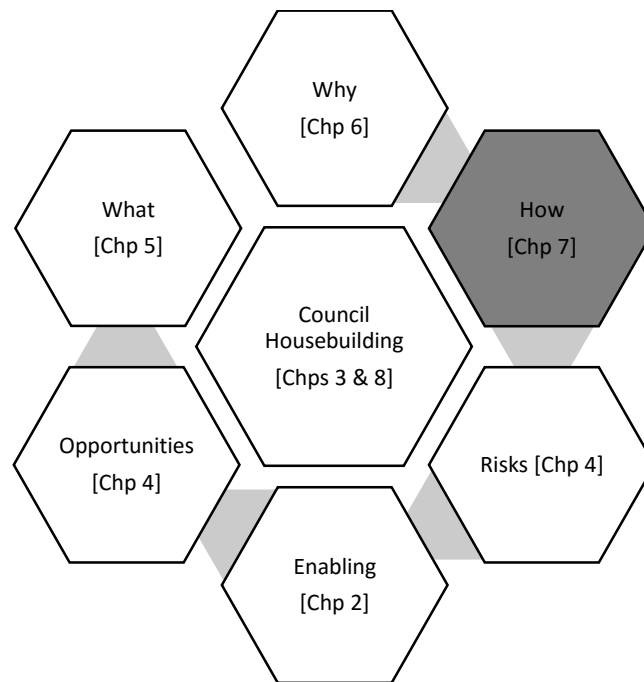 Why
[Chp 6]
What
[Chp 5]
How
[Chp 7]
Council
Housebuilding
[Chps 3 & 8]
Opportunities
[Chp 4]
Risks [Chp 4]
Enabling
[Chp 2]